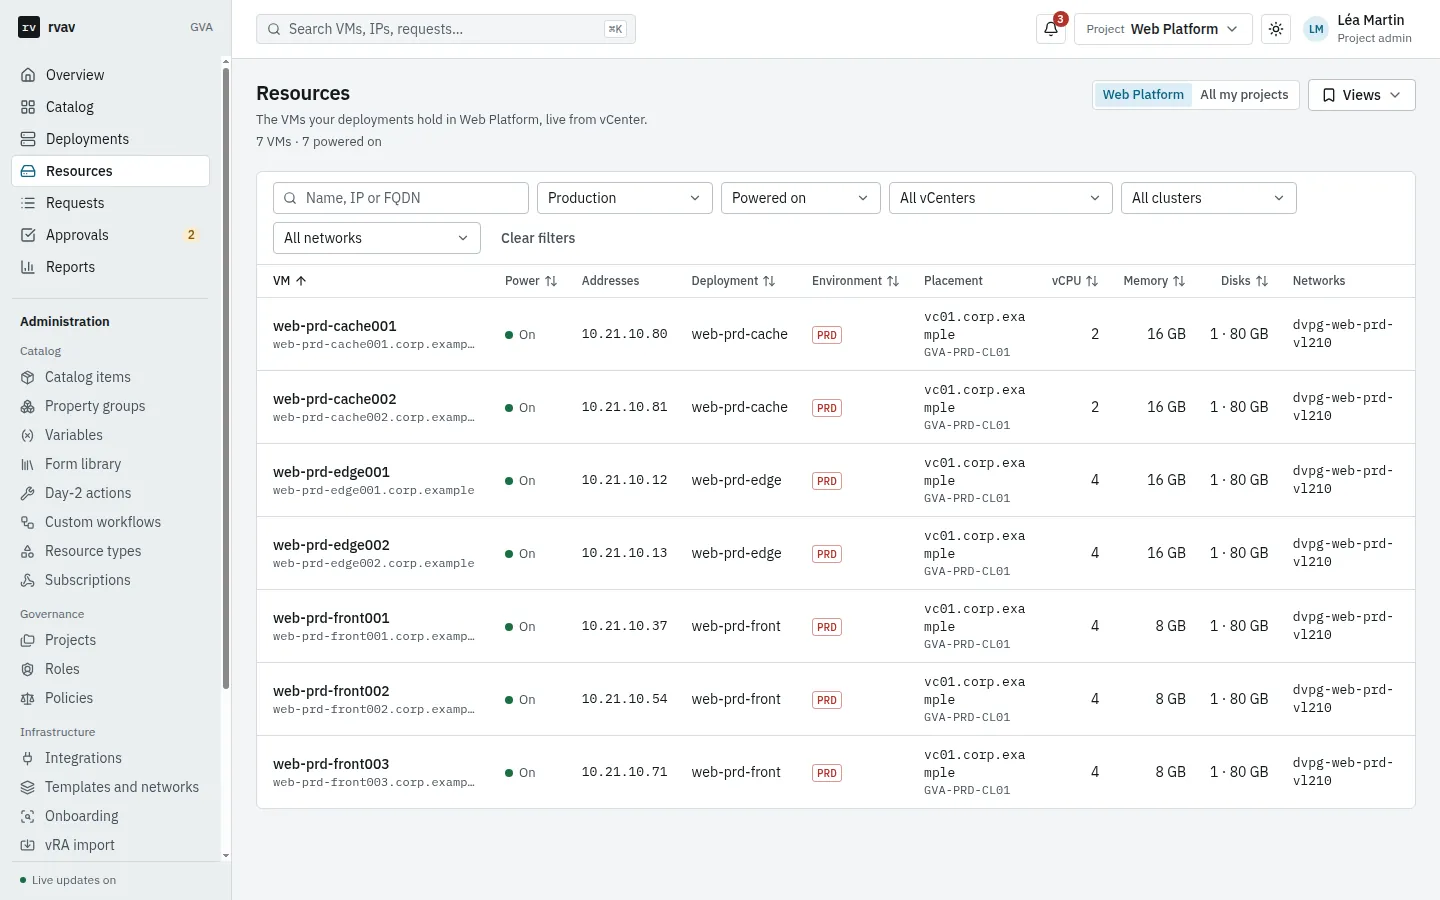 rv rvav GVA
Search VMs, IPs, requests... ⌘K
3
Project Web Platform
LM
Léa Martin
Project admin
Overview
Catalog
Deployments
Resources
Requests
Approvals 2
Reports
Administration
Catalog
Catalog items
Property groups
Variables
Form library
Day-2 actions
Custom workflows
Resource types
Subscriptions
Governance
Projects
Roles
Policies
Infrastructure
Integrations
Templates and networks
Onboarding
vRA import
Live updates on
Resources
The VMs your deployments hold in Web Platform, live from vCenter.
7 VMs · 7 powered on
Web Platform All my projects Views
Name, IP or FQDN Production Powered on All vCenters All clusters
All networks Clear filters
VM Power Addresses Deployment Environment Placement vCPU Memory Disks Networks
web-prd-cache001
web-prd-cache001.corp.examp…
On 10.21.10.80 web-prd-cache PRD
vc01.corp.exa
mple
GVA-PRD-CL01
2 16 GB 1 · 80 GB
dvpg-web-prd-
vl210
web-prd-cache002
web-prd-cache002.corp.examp…
On 10.21.10.81 web-prd-cache PRD
vc01.corp.exa
mple
GVA-PRD-CL01
2 16 GB 1 · 80 GB
dvpg-web-prd-
vl210
web-prd-edge001
web-prd-edge001.corp.example
On 10.21.10.12 web-prd-edge PRD
vc01.corp.exa
mple
GVA-PRD-CL01
4 16 GB 1 · 80 GB
dvpg-web-prd-
vl210
web-prd-edge002
web-prd-edge002.corp.example
On 10.21.10.13 web-prd-edge PRD
vc01.corp.exa
mple
GVA-PRD-CL01
4 16 GB 1 · 80 GB
dvpg-web-prd-
vl210
web-prd-front001
web-prd-front001.corp.examp…
On 10.21.10.37 web-prd-front PRD
vc01.corp.exa
mple
GVA-PRD-CL01
4 8 GB 1 · 80 GB
dvpg-web-prd-
vl210
web-prd-front002
web-prd-front002.corp.examp…
On 10.21.10.54 web-prd-front PRD
vc01.corp.exa
mple
GVA-PRD-CL01
4 8 GB 1 · 80 GB
dvpg-web-prd-
vl210
web-prd-front003
web-prd-front003.corp.examp…
On 10.21.10.71 web-prd-front PRD
vc01.corp.exa
mple
GVA-PRD-CL01
4 8 GB 1 · 80 GB
dvpg-web-prd-
vl210